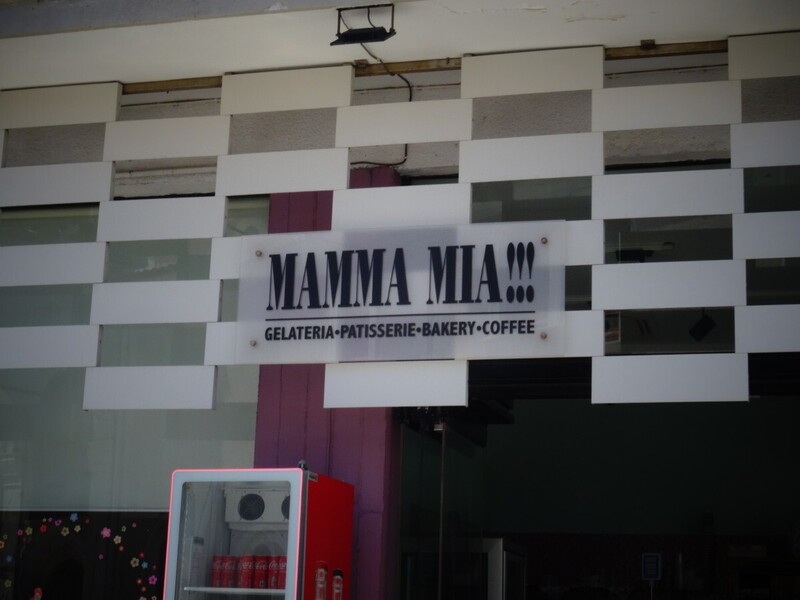 MAMMA MIA!!!
GELATERIA•PATISSERIE•BAKERY•COFFEE